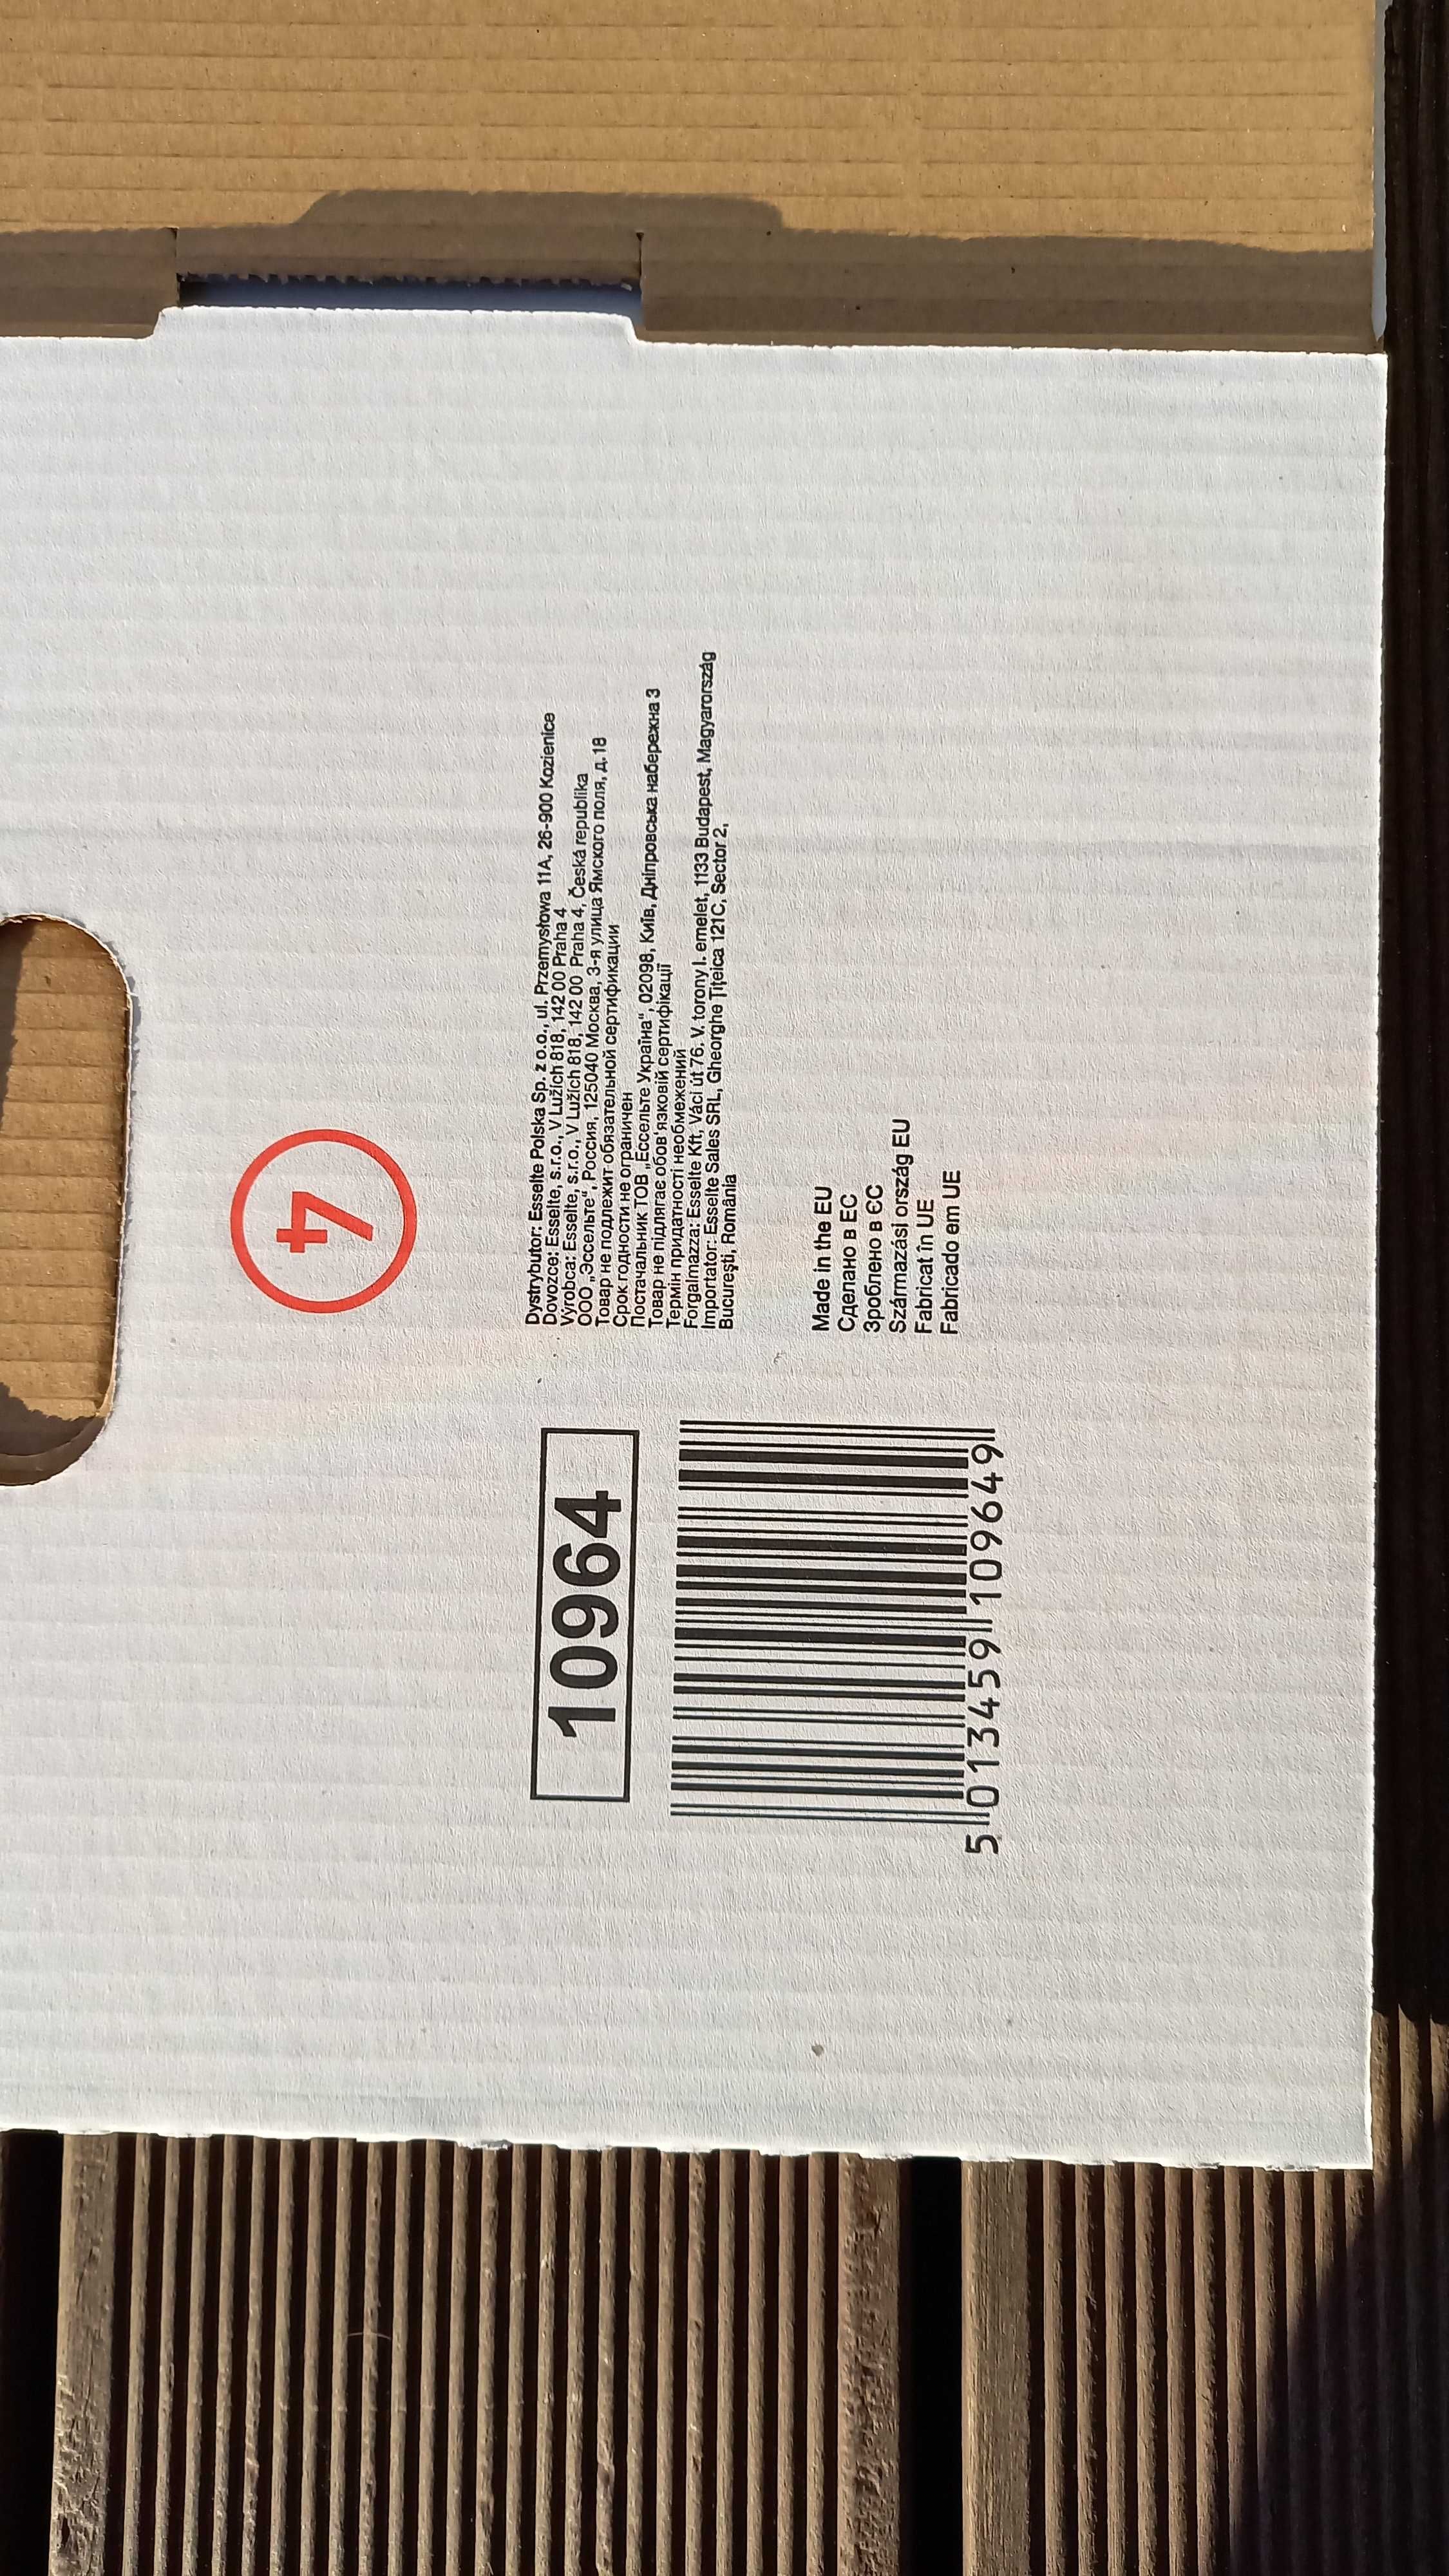 4
Dystrybutor: Esselte Polska Sp. z o.o., ul. Przemysłowa 11A, 26-900 Kozienice
Dovozce: Esselte, s.r.o., V Lužích 818, 142 00 Praha 4
Výrobca: Esselte, s.r.o., V Lužích 818, 142 00 Praha 4, Česká republika
ООО „Эссельте“, Россия, 125040 Москва, 3-я улица Ямского поля, д.18
Товар не подлежит обязательной сертификации
Срок годности не ограничен
Постачальник ТОВ „Ессельте Україна“, 02098, Київ, Дніпровська набережна 3
Товар не підлягає обов'язковій сертифікації
Термін придатності необмежений
Forgalmazza: Esselte Kft, Váci út 76. V. torony I. emelet, 1133 Budapest, Magyarország
Importator: Esselte Sales SRL, Gheorghe Țițeica 121C, Sector 2,
București, România
10964
Made in the EU
Сделано в ЕС
Зроблено в ЄС
Származási ország EU
Fabricat în UE
Fabricado em UE
5 013459 109649